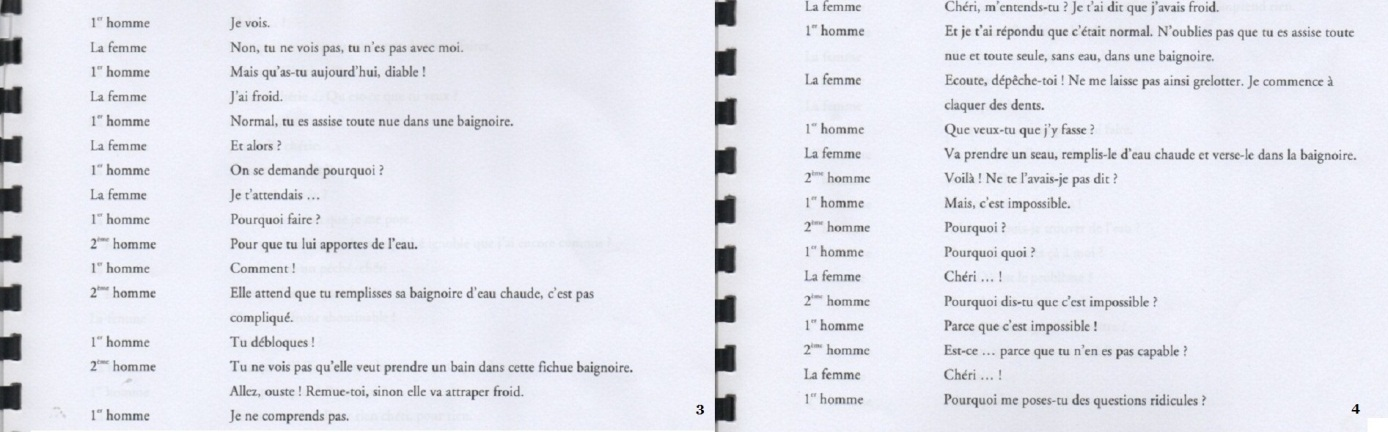 1er homme Je vois.
La femme Non, tu ne vois pas, tu n'es pas avec moi.
1er homme Mais qu'as-tu aujourd'hui, diable !
La femme J'ai froid.
1er homme Normal, tu es assise toute nue dans une baignoire.
La femme Et alors ?
1er homme On se demande pourquoi ?
La femme Je t'attendais ...
1er homme Pourquoi faire ?
2ème homme Pour que tu lui apportes de l'eau.
1er homme Comment !
2ème homme Elle attend que tu remplisses sa baignoire d'eau chaude, c'est pas
compliqué.
1er homme Tu débloques !
2ème homme Tu ne vois pas qu'elle veut prendre un bain dans cette fichue baignoire.
Allez, ouste ! Remue-toi, sinon elle va attraper froid.
1er homme Je ne comprends pas.
3
La femme Chéri, m'entends-tu ? Je t'ai dit que j'avais froid.
1er homme Et je t'ai répondu que c'était normal. N'oublies pas que tu es assise toute
nue et toute seule, sans eau, dans une baignoire.
La femme Ecoute, dépêche-toi ! Ne me laisse pas ainsi grelotter. Je commence à
claquer des dents.
1er homme Que veux-tu que j'y fasse ?
La femme Va prendre un seau, remplis-le d'eau chaude et verse-le dans la baignoire.
2ème homme Voilà ! Ne te l'avais-je pas dit ?
1er homme Mais, c'est impossible.
2ème homme Pourquoi ?
1er homme Pourquoi quoi ?
La femme Chéri ... !
2ème homme Pourquoi dis-tu que c'est impossible ?
1er homme Parce que c'est impossible !
2ème homme Est-ce ... parce que tu n'en es pas capable ?
La femme Chéri ... !
1er homme Pourquoi me poses-tu des questions ridicules ?
4